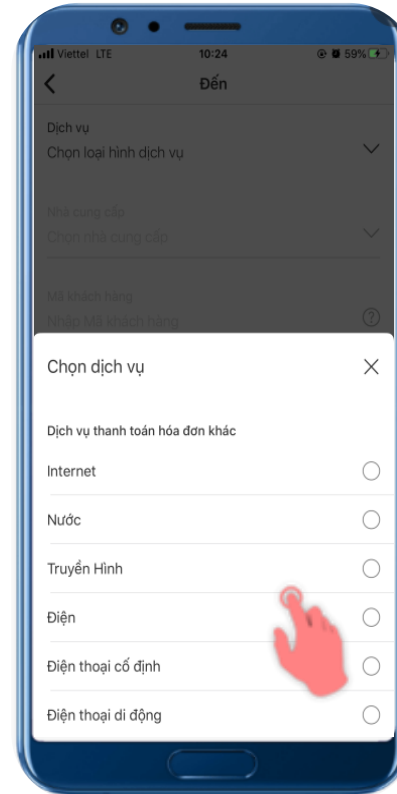 Viettel LTE 10:24 59%
Đến
Dịch vụ
Chọn loại hình dịch vụ
Nhà cung cấp
Chọn nhà cung cấp
Mã khách hàng
Nhập Mã khách hàng
Chọn dịch vụ
Dịch vụ thanh toán hóa đơn khác
Internet
Nước
Truyền Hình
Điện
Điện thoại cố định
Điện thoại di động